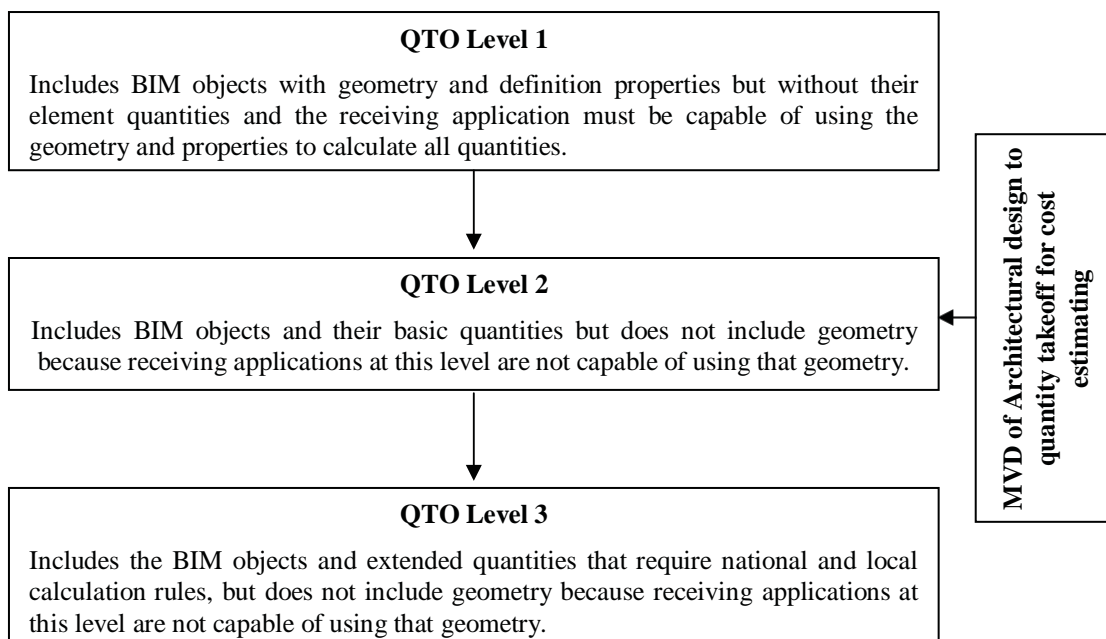 QTO Level 1
Includes BIM objects with geometry and definition properties but without their
element quantities and the receiving application must be capable of using the
geometry and properties to calculate all quantities.
QTO Level 2
Includes BIM objects and their basic quantities but does not include geometry
because receiving applications at this level are not capable of using that geometry.
QTO Level 3
Includes the BIM objects and extended quantities that require national and local
calculation rules, but does not include geometry because receiving applications at
this level are not capable of using that geometry.
MVD of Architectural design to
quantity takeoff for cost
estimating